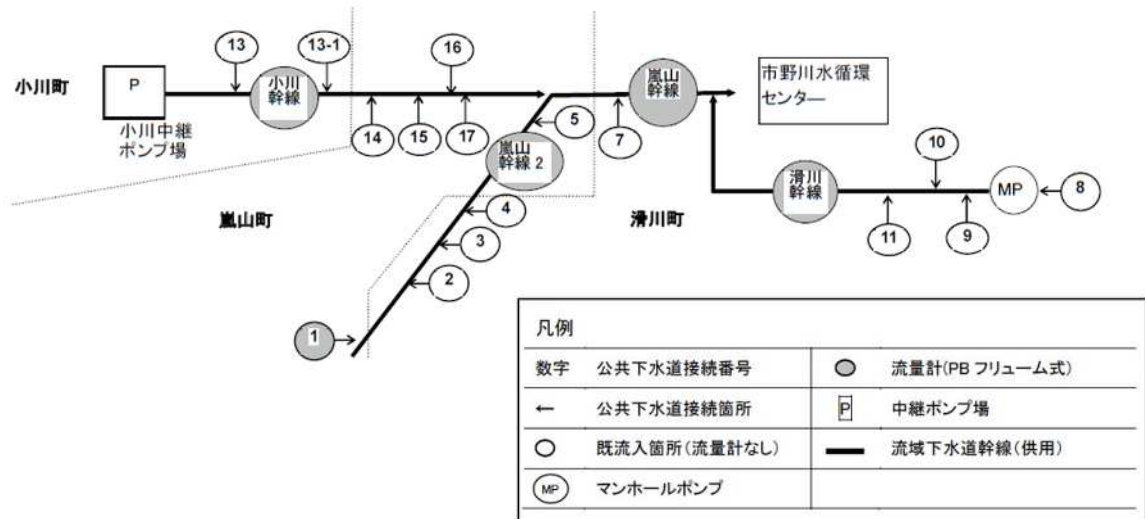 13
13-1
16
小川町
P
小川
幹線
嵐山
幹線
市野川水循環
センター
小川中継
ポンプ場
14
15
17
5
7
嵐山
幹線 2
10
滑川
幹線
MP
8
嵐山町
4
滑川町
11
9
3
2
1
凡例
数字 公共下水道接続番号
流量計(PB フリューム式)
← 公共下水道接続箇所
P 中継ポンプ場
既流入箇所(流量計なし)
流域下水道幹線(供用)
MP マンホールポンプ